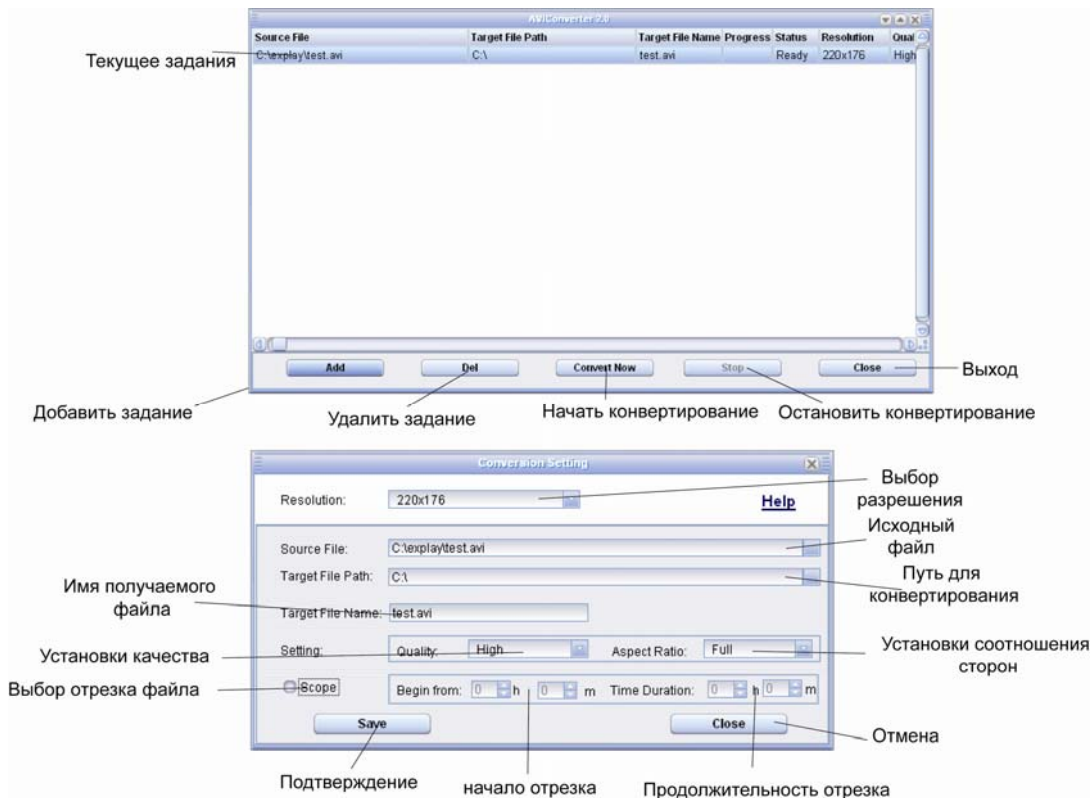 AVIConverter 2.0
Source File Target File Path Target File Name Progress Status Resolution Qual
Текущее задания
C:\explay\test.avi C:\ test.avi Ready 220x176 High
Add Del Convert Now Stop Close
Выход
Добавить задание
Удалить задание
Начать конвертирование
Остановить конвертирование
Conversion Setting
Выбор
разрешения
Resolution: 220x176 Help
Исходный
файл
Source File: C:\explay\test.avi
Target File Path: C:\
Путь для
конвертирования
Имя получаемого
файла
Target File Name: test.avi
Установки качества
Setting: Quality: High Aspect Ratio: Full
Установки соотношения
сторон
Выбор отрезка файла
Scope Begin from: 0 h 0 m Time Duration: 0 h 0 m
Save Close
Отмена
Подтверждение
начало отрезка
Продолжительность отрезка